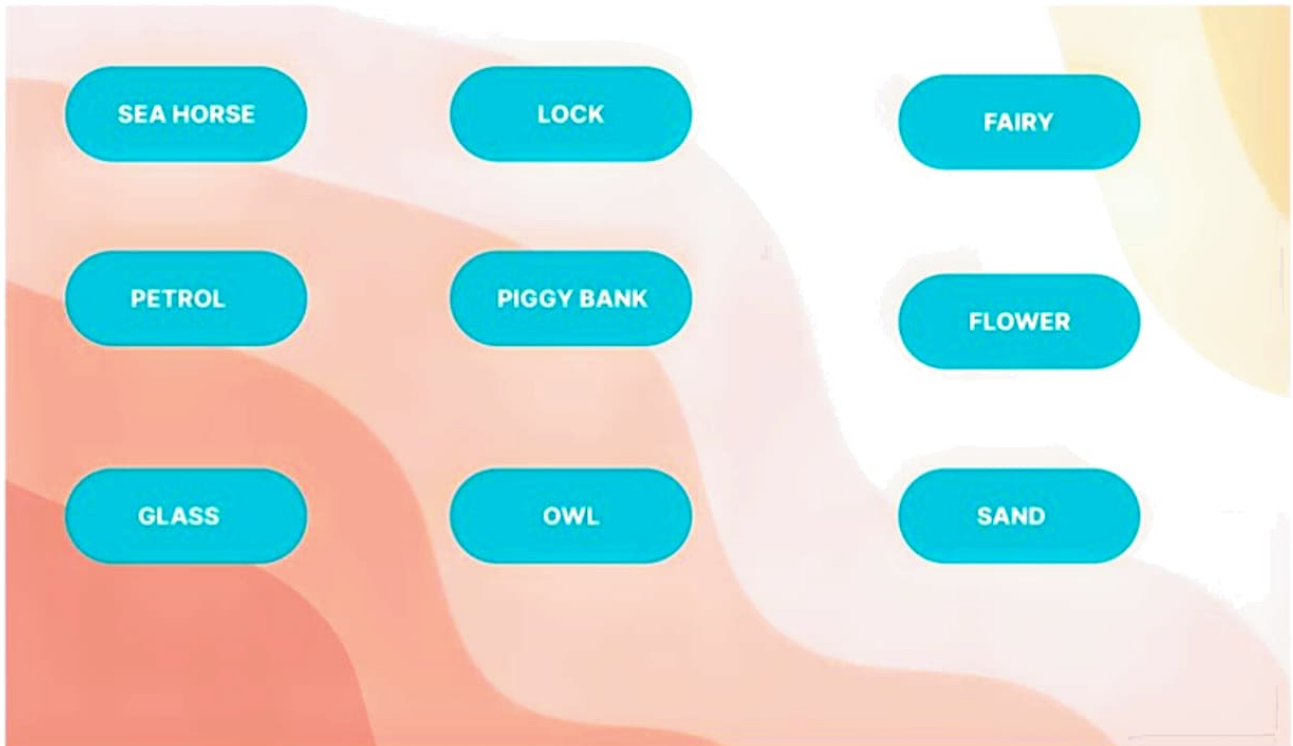 SEA HORSE
LOCK
FAIRY
PETROL
PIGGY BANK
FLOWER
GLASS
OWL
SAND